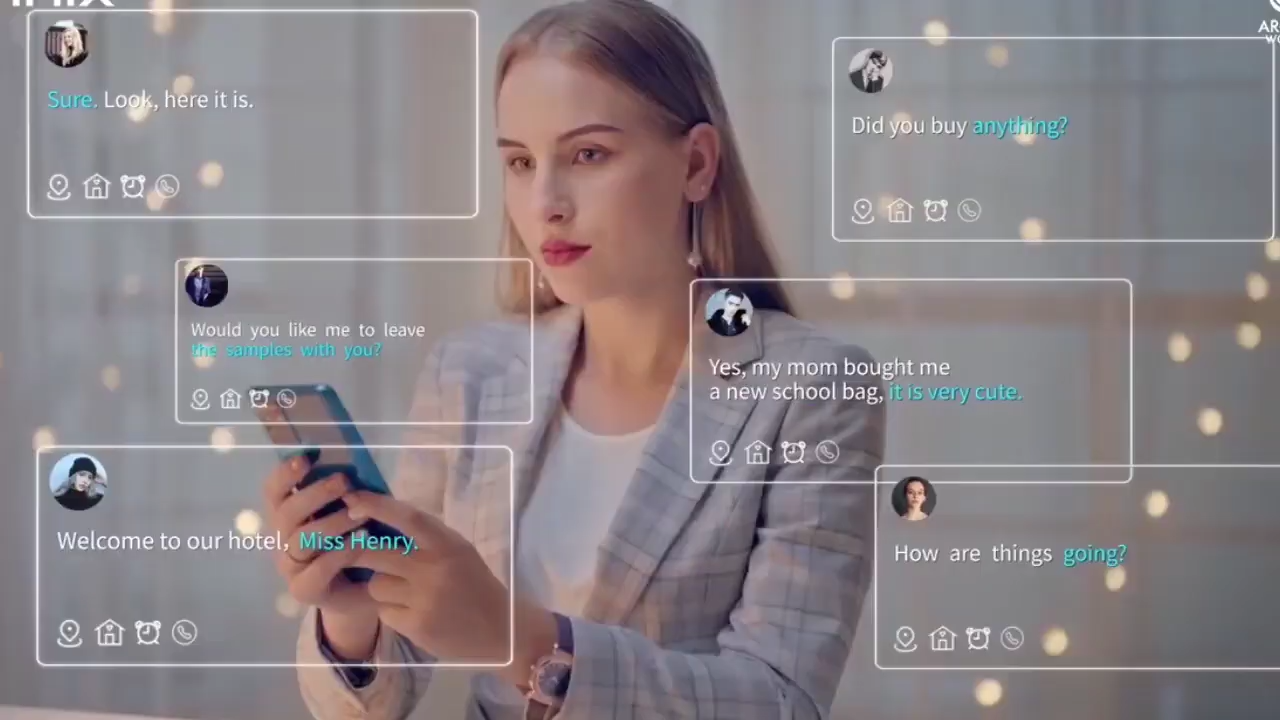 Sure. Look, here it is.
Did you buy anything?
Would you like me to leave
the samples with you?
Yes, my mom bought me
a new school bag, it is very cute.
Welcome to our hotel, Miss Henry.
How are things going?